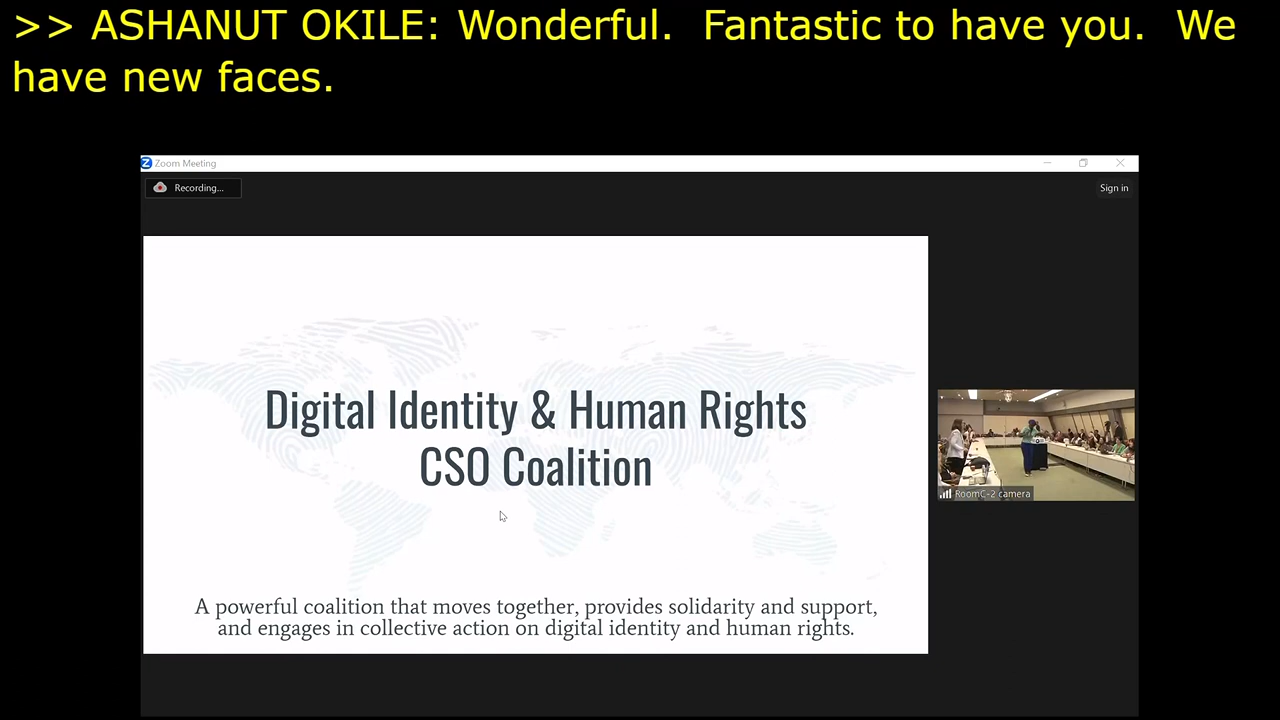 >> ASHANUT OKILE: Wonderful. Fantastic to have you. We
have new faces.
Zoom Meeting
Recording...
Sign in
Digital Identity & Human Rights
CSO Coalition
RoomC-2 camera
A powerful coalition that moves together, provides solidarity and support,
and engages in collective action on digital identity and human rights.